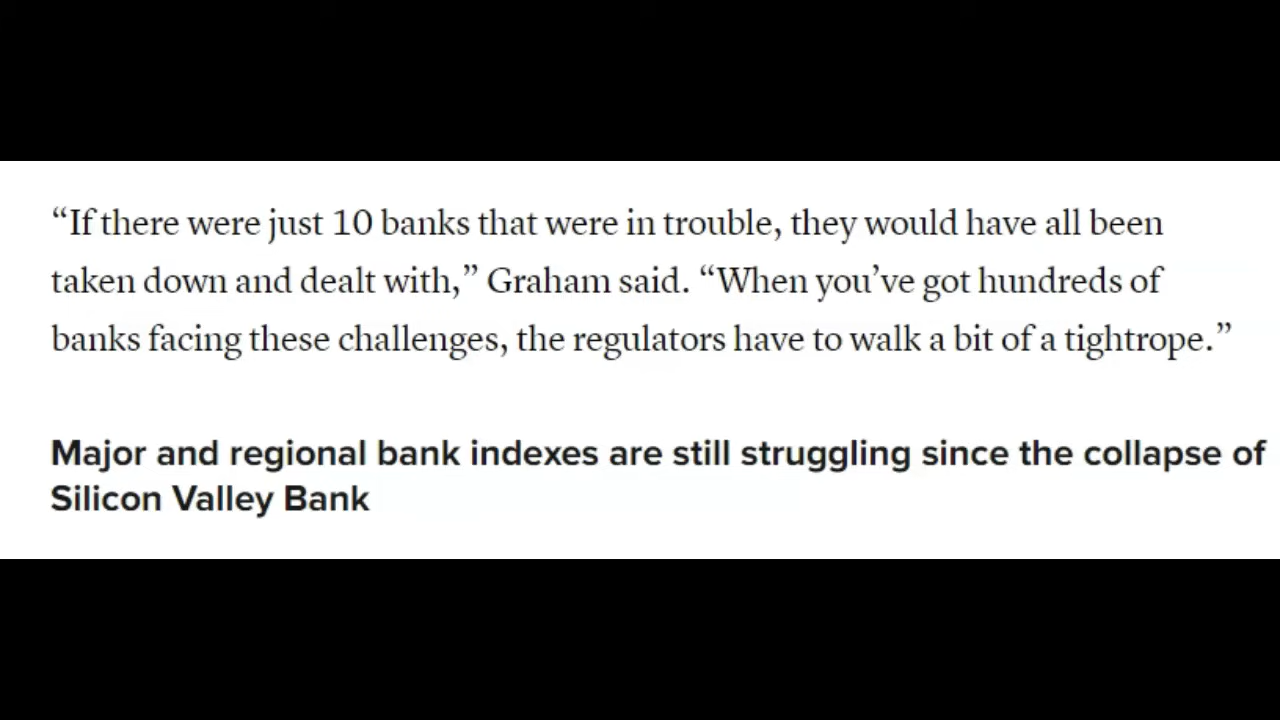 “If there were just 10 banks that were in trouble, they would have all been
taken down and dealt with,” Graham said. “When you’ve got hundreds of
banks facing these challenges, the regulators have to walk a bit of a tightrope.”
Major and regional bank indexes are still struggling since the collapse of
Silicon Valley Bank